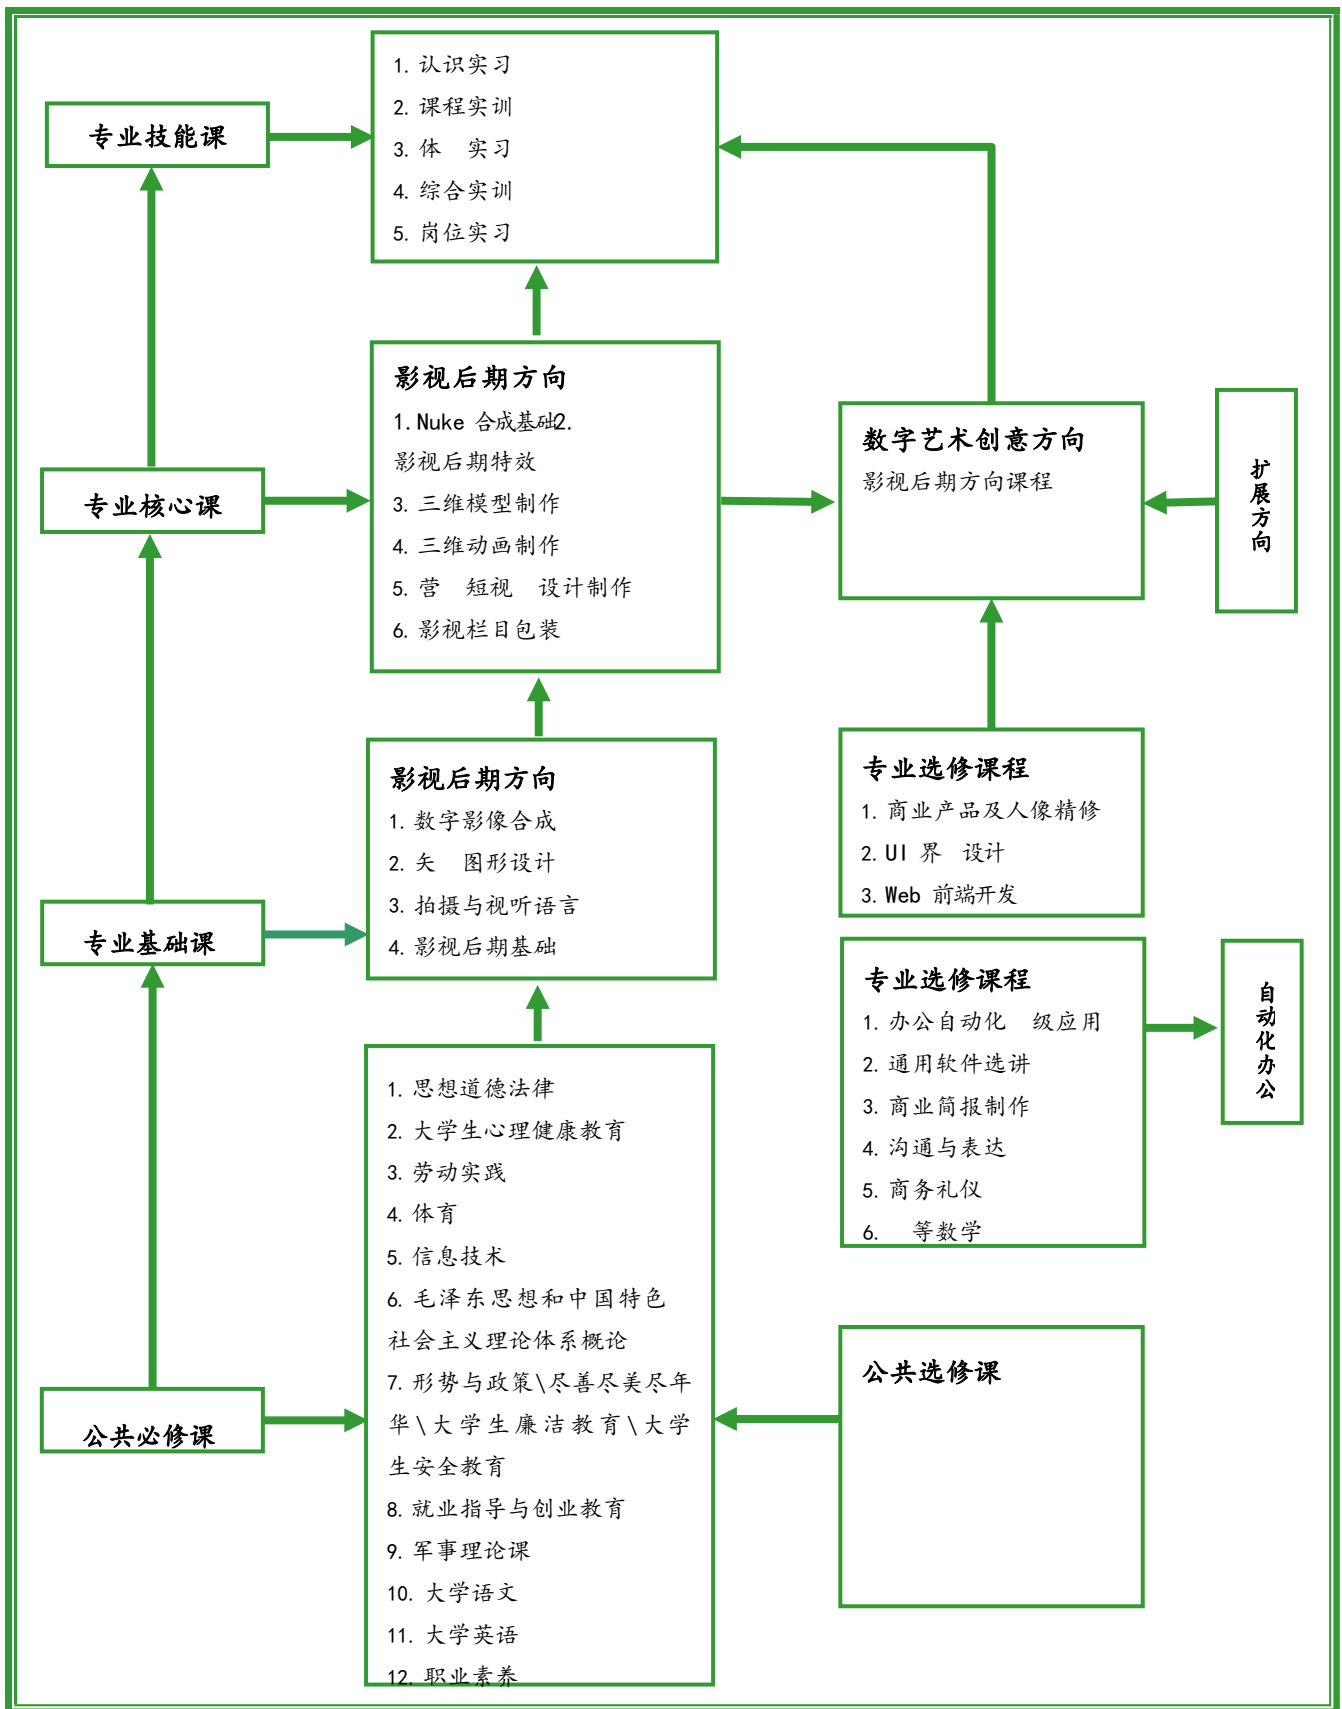 专业技能课
1. 认识实习
2. 课程实训
3. 体 实习
4. 综合实训
5. 岗位实习
专业核心课
影视后期方向
1. Nuke 合成基础2.
影视后期特效
3. 三维模型制作
4. 三维动画制作
5. 营 短视 设计制作
6. 影视栏目包装
数字艺术创意方向
影视后期方向课程
扩展方向
专业基础课
影视后期方向
1. 数字影像合成
2. 矢 图形设计
3. 拍摄与视听语言
4. 影视后期基础
专业选修课程
1. 商业产品及人像精修
2. UI 界 设计
3. Web 前端开发
专业选修课程
1. 办公自动化 级应用
2. 通用软件选讲
3. 商业简报制作
4. 沟通与表达
5. 商务礼仪
6. 等数学
自动化办公
公共必修课
1. 思想道德法律
2. 大学生心理健康教育
3. 劳动实践
4. 体育
5. 信息技术
6. 毛泽东思想和中国特色
社会主义理论体系概论
7. 形势与政策\尽善尽美尽年
华\大学生廉洁教育\大学
生安全教育
8. 就业指导与创业教育
9. 军事理论课
10. 大学语文
11. 大学英语
12. 职业素养
公共选修课